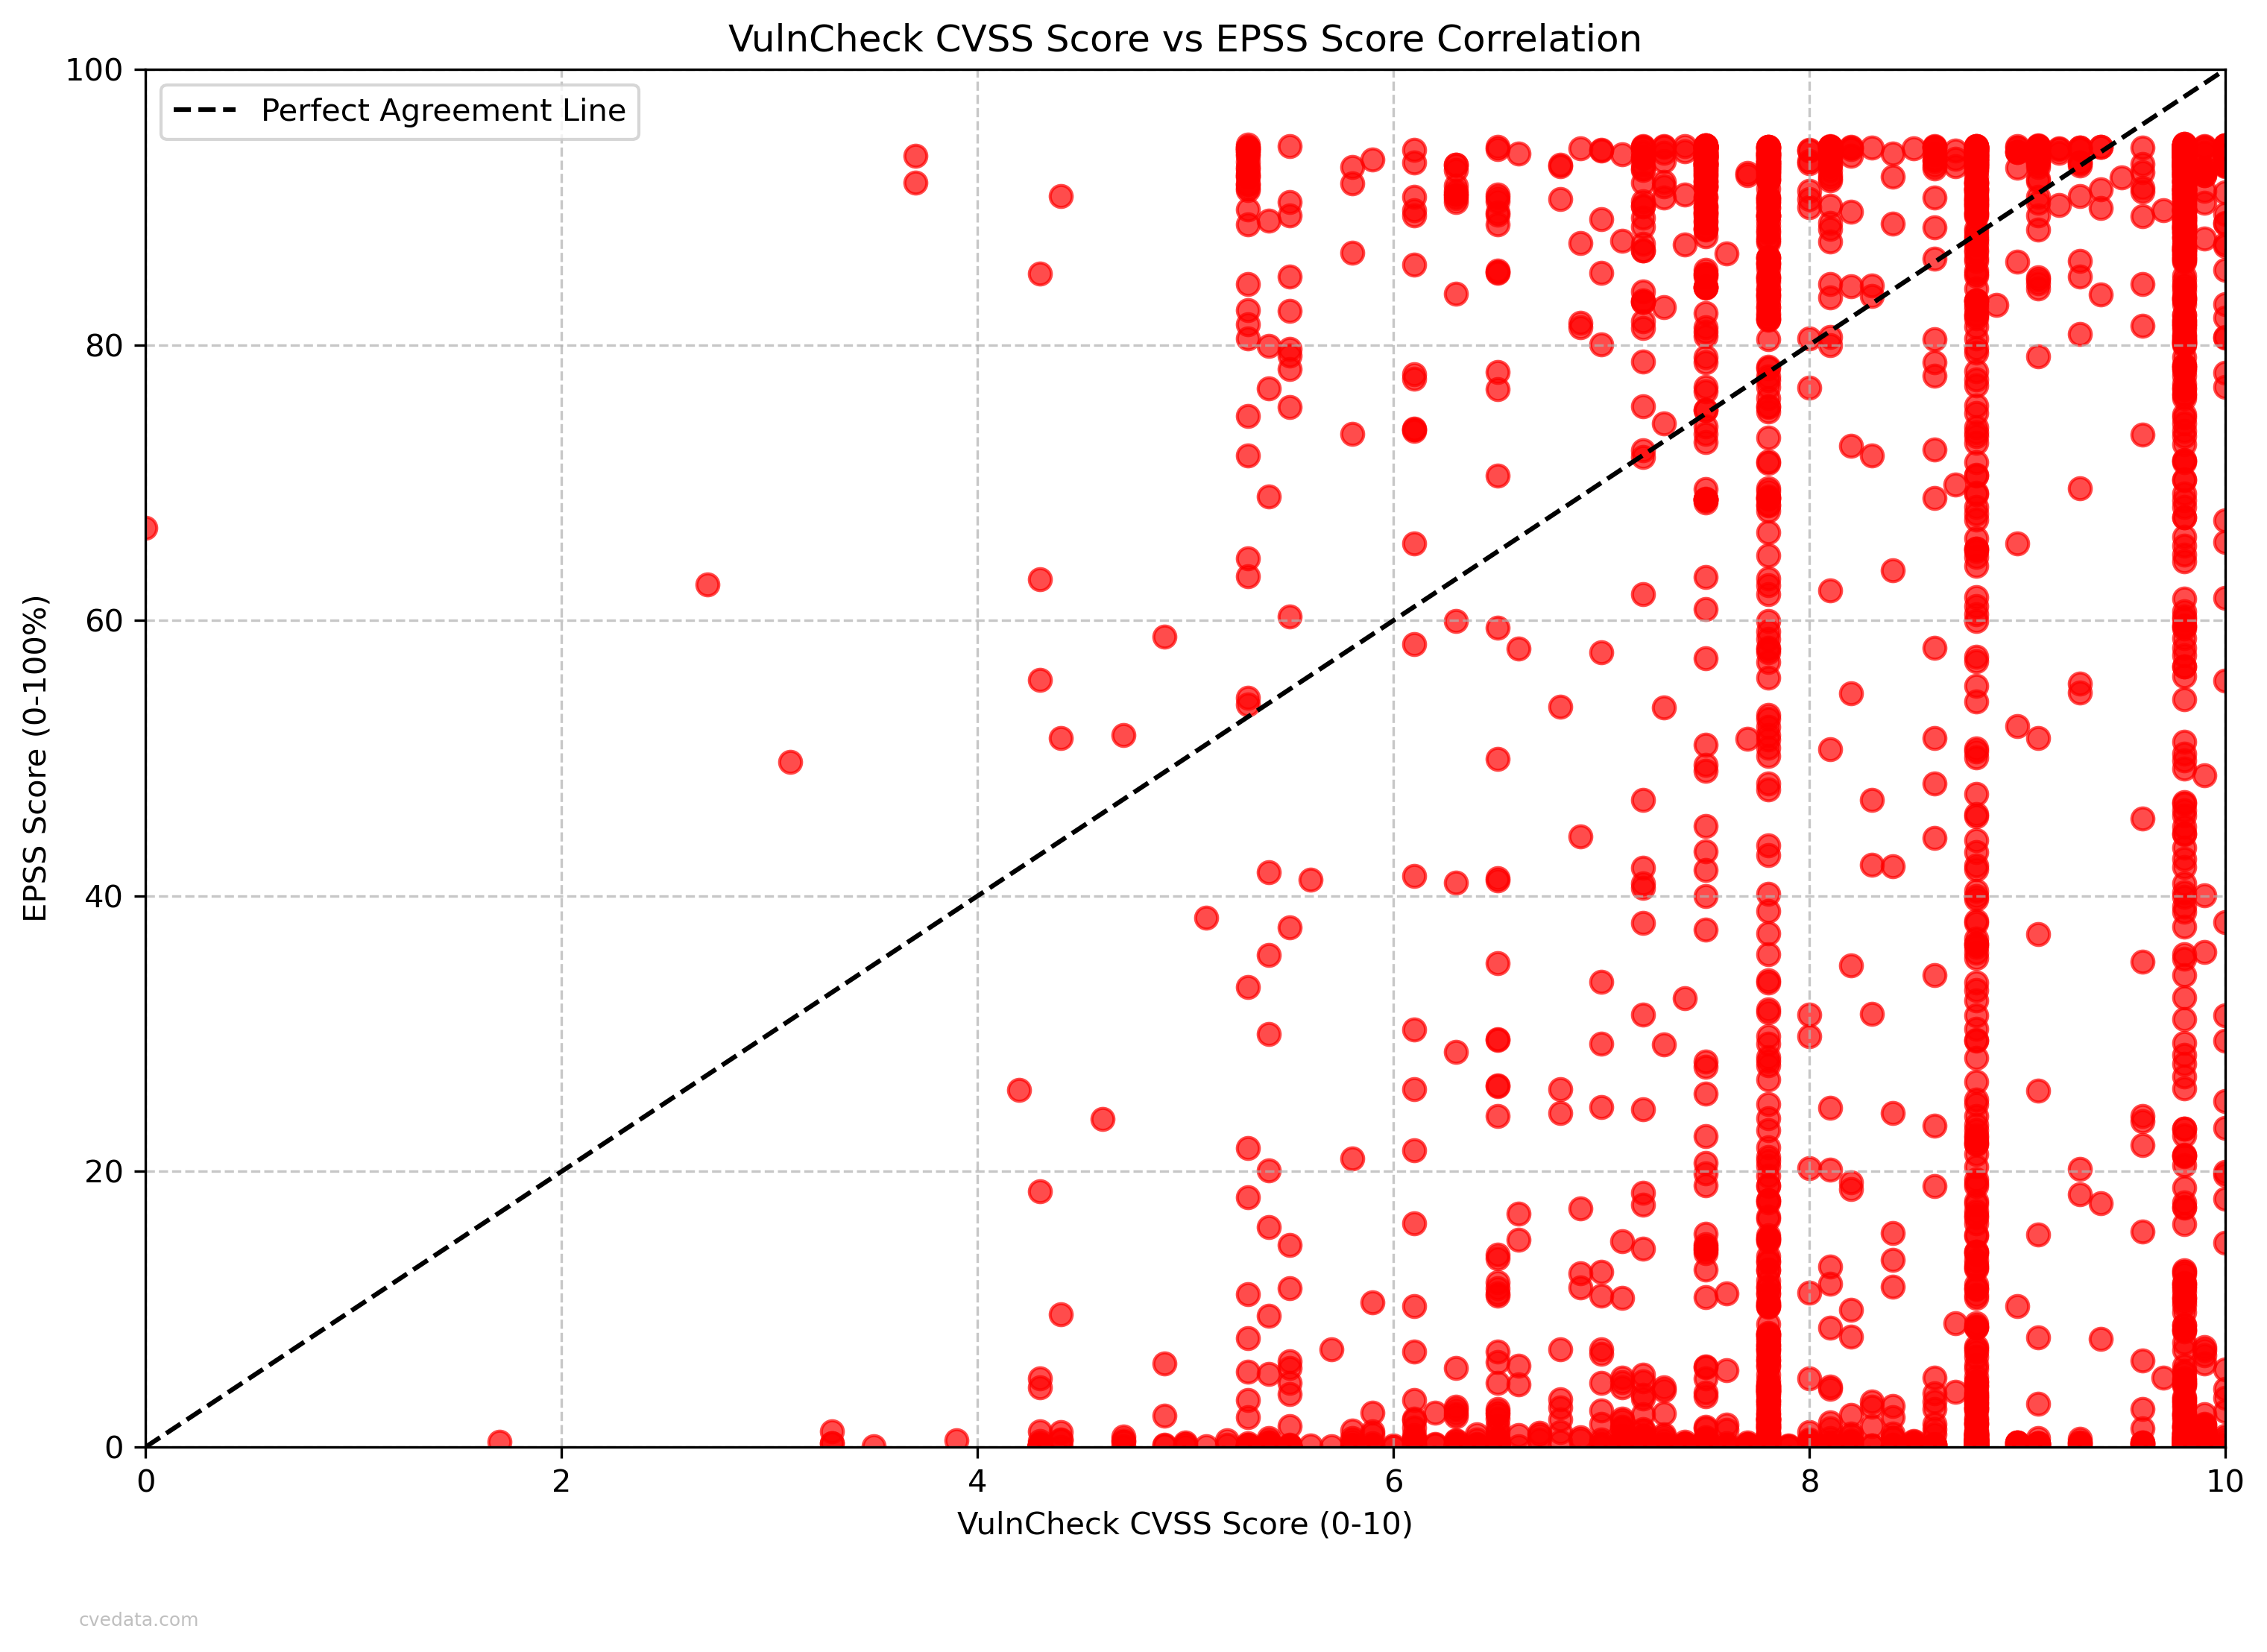 VulnCheck CVSS Score vs EPSS Score Correlation
Perfect Agreement Line
100
80
60
40
20
0
EPSS Score (0-100%)
0 2 4 6 8 10
VulnCheck CVSS Score (0-10)
cvedata.com